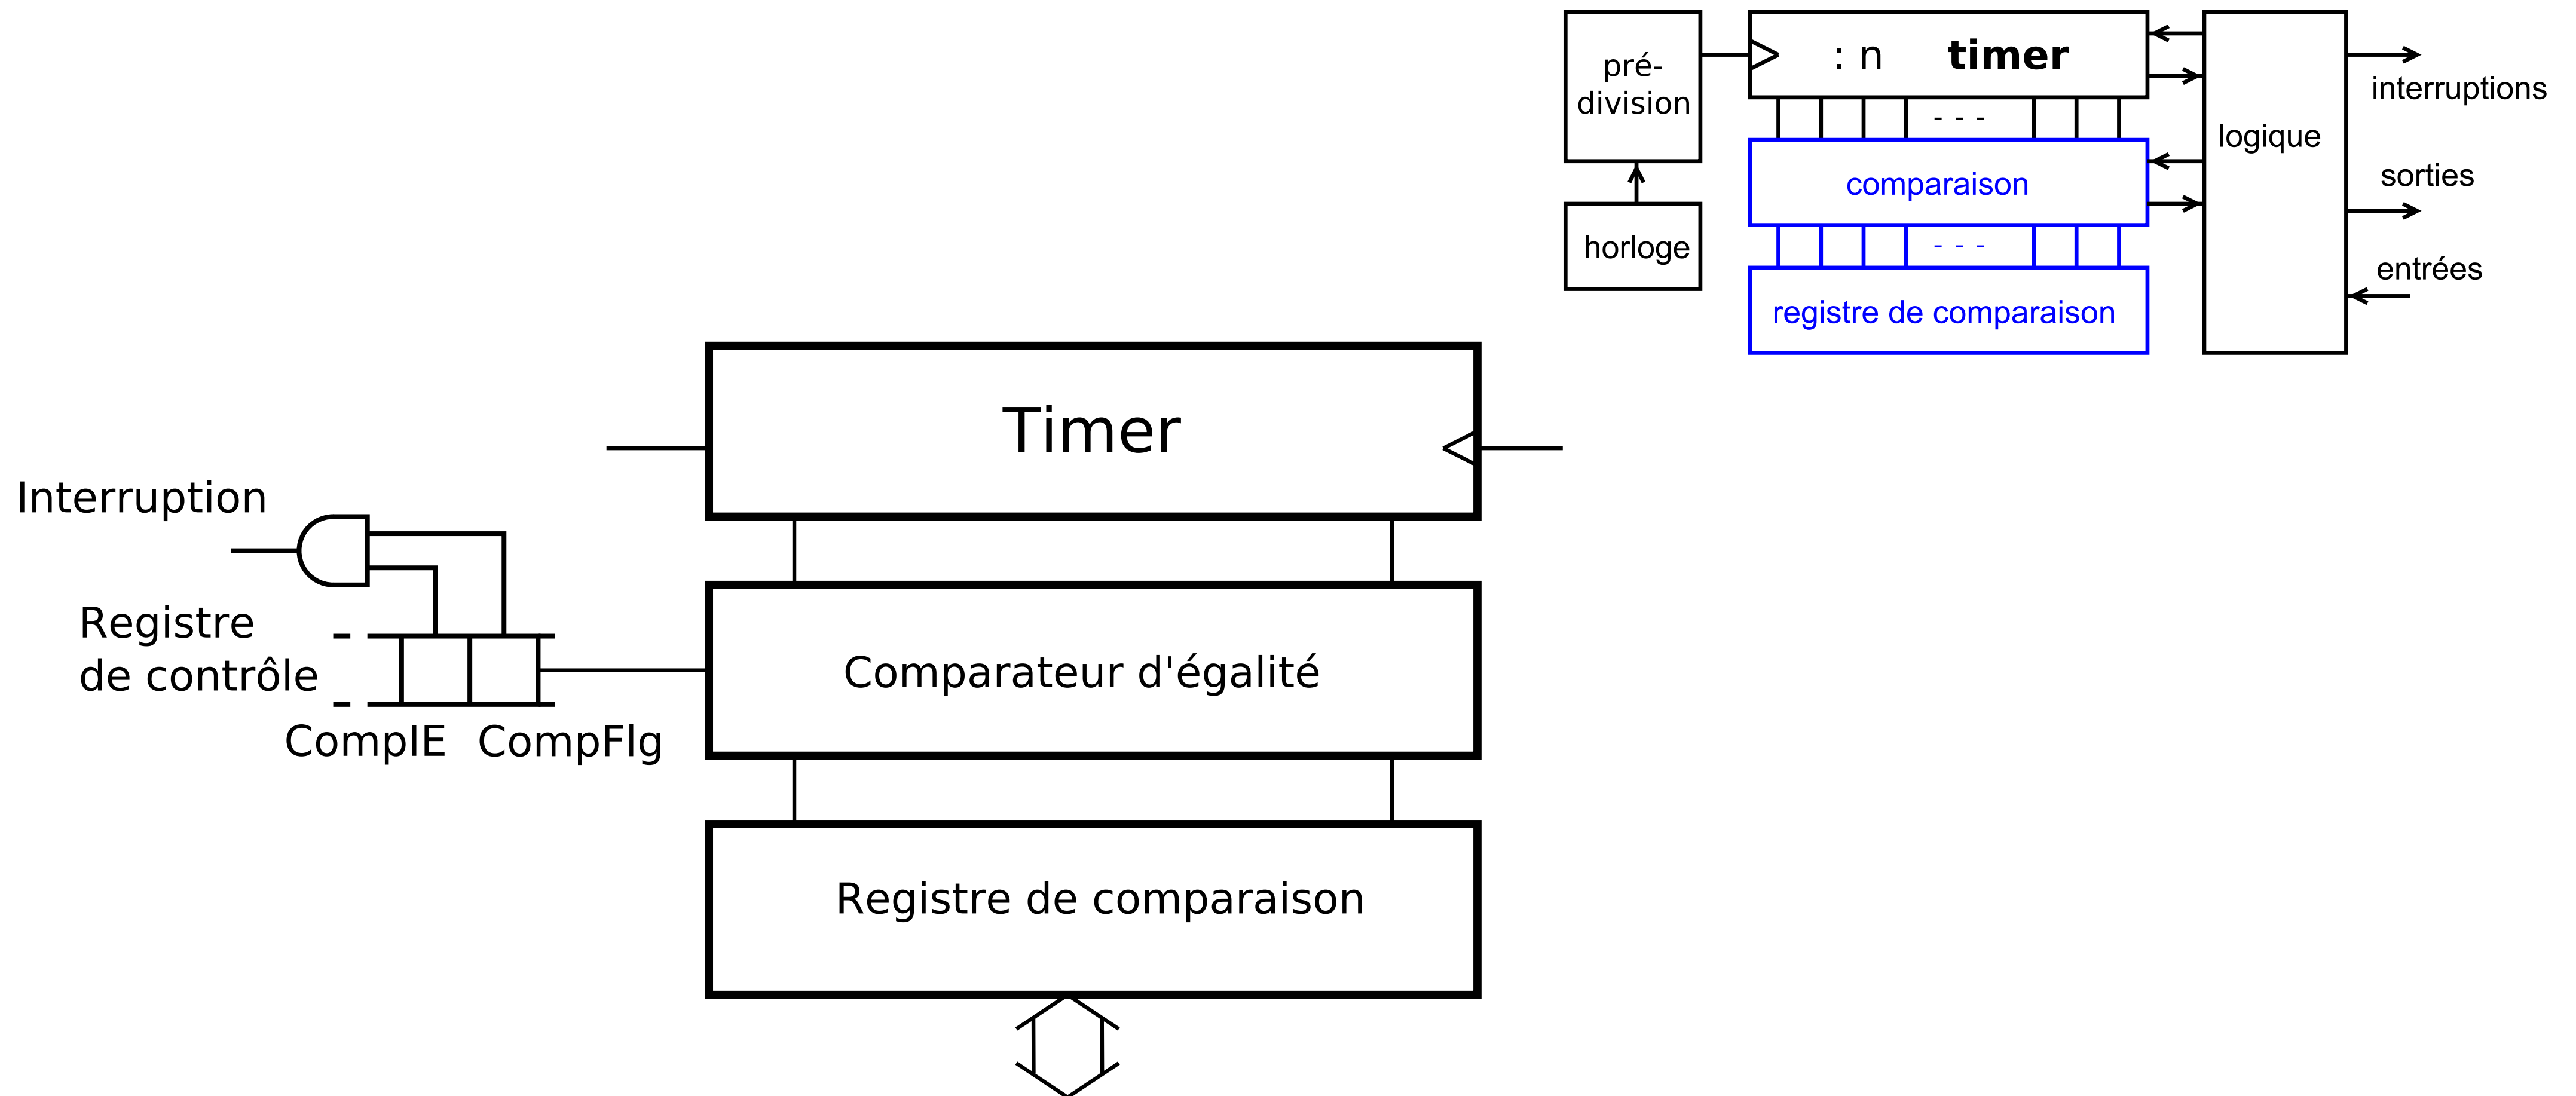 pré-
division
: n timer
interruptions
logique
comparaison
sorties
horloge
entrées
registre de comparaison
- - -
- - -
Timer
Interruption
Registre
de contrôle
Comparateur d'égalité
CompIE CompFlg
Registre de comparaison